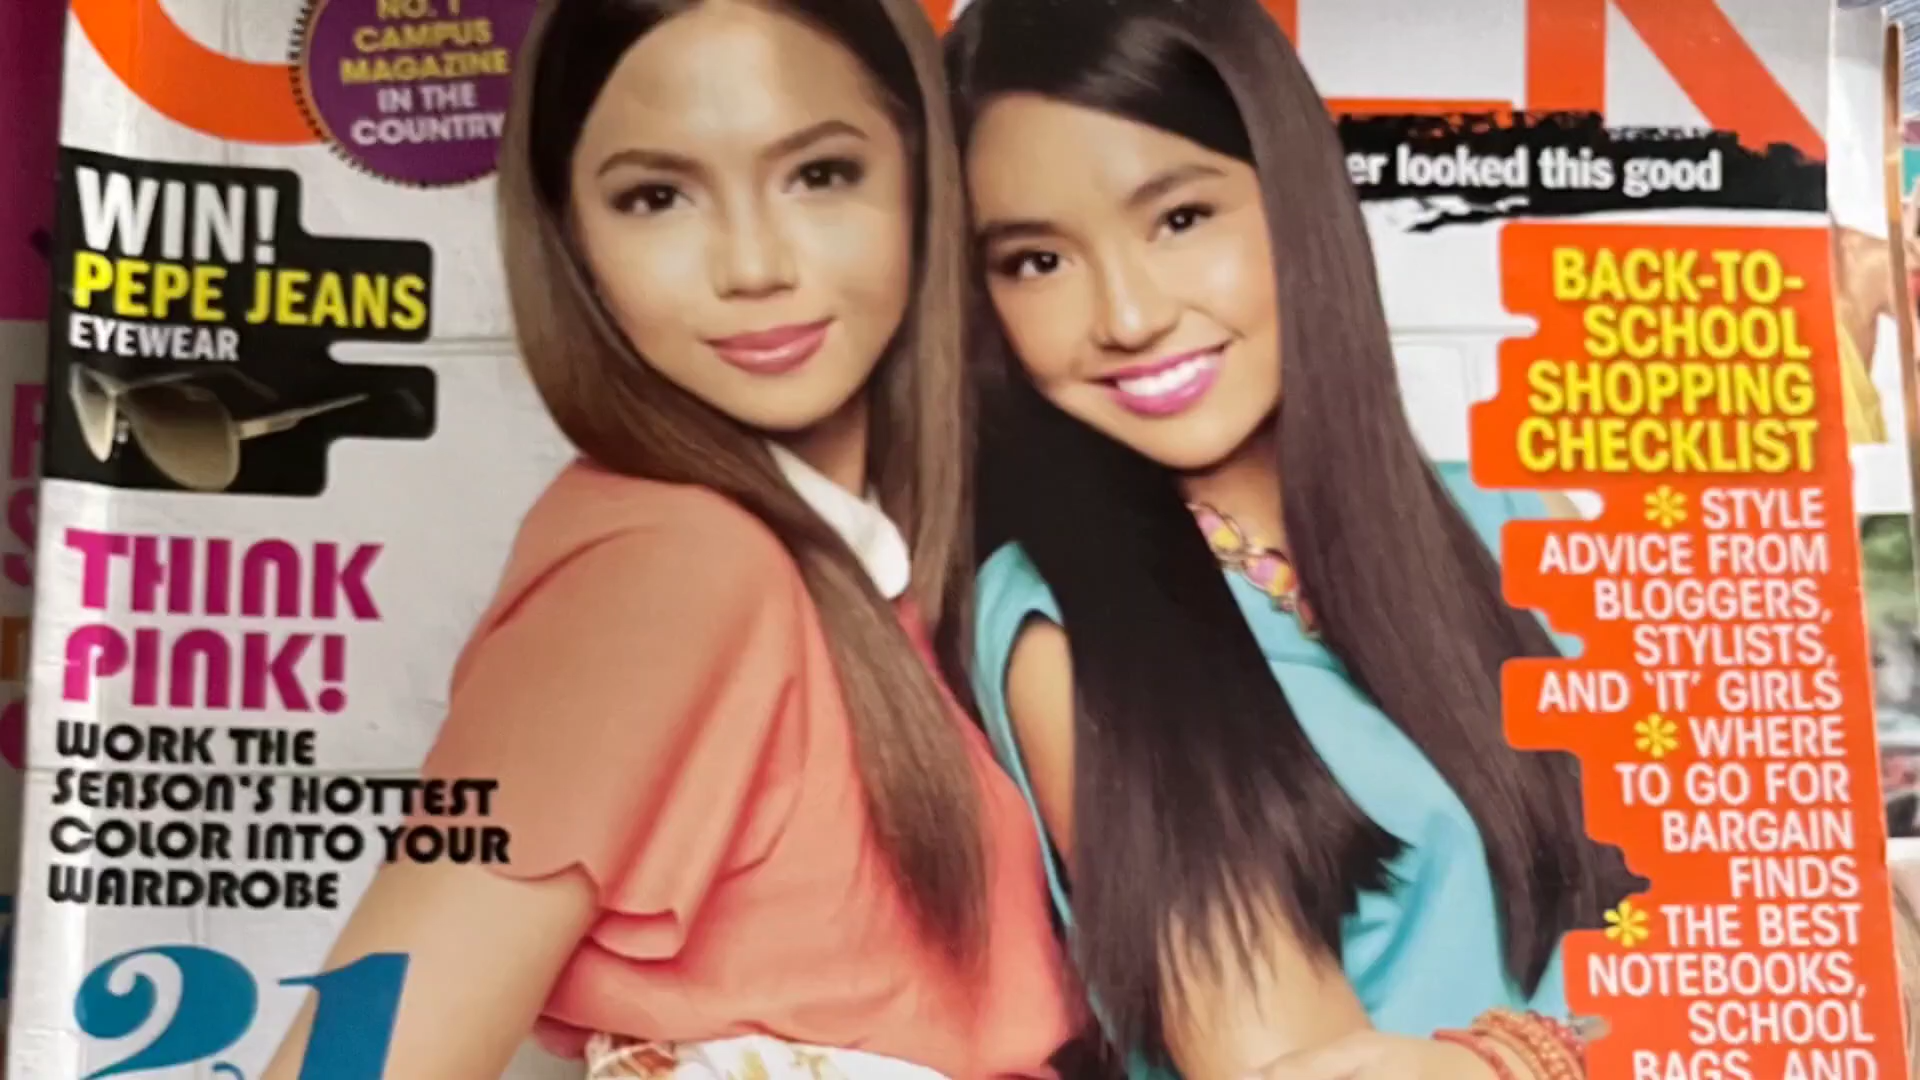 NO. 1
CAMPUS
MAGAZINE
IN THE
COUNTRY
er looked this good
WIN!
PEPE JEANS
EYEWEAR
THINK
PINK!
WORK THE
SEASON'S HOTTEST
COLOR INTO YOUR
WARDROBE
21
BACK-TO-
SCHOOL
SHOPPING
CHECKLIST
* STYLE
ADVICE FROM
BLOGGERS,
STYLISTS,
AND 'IT' GIRLS
* WHERE
TO GO FOR
BARGAIN
FINDS
* THE BEST
NOTEBOOKS,
SCHOOL
BAGS, AND